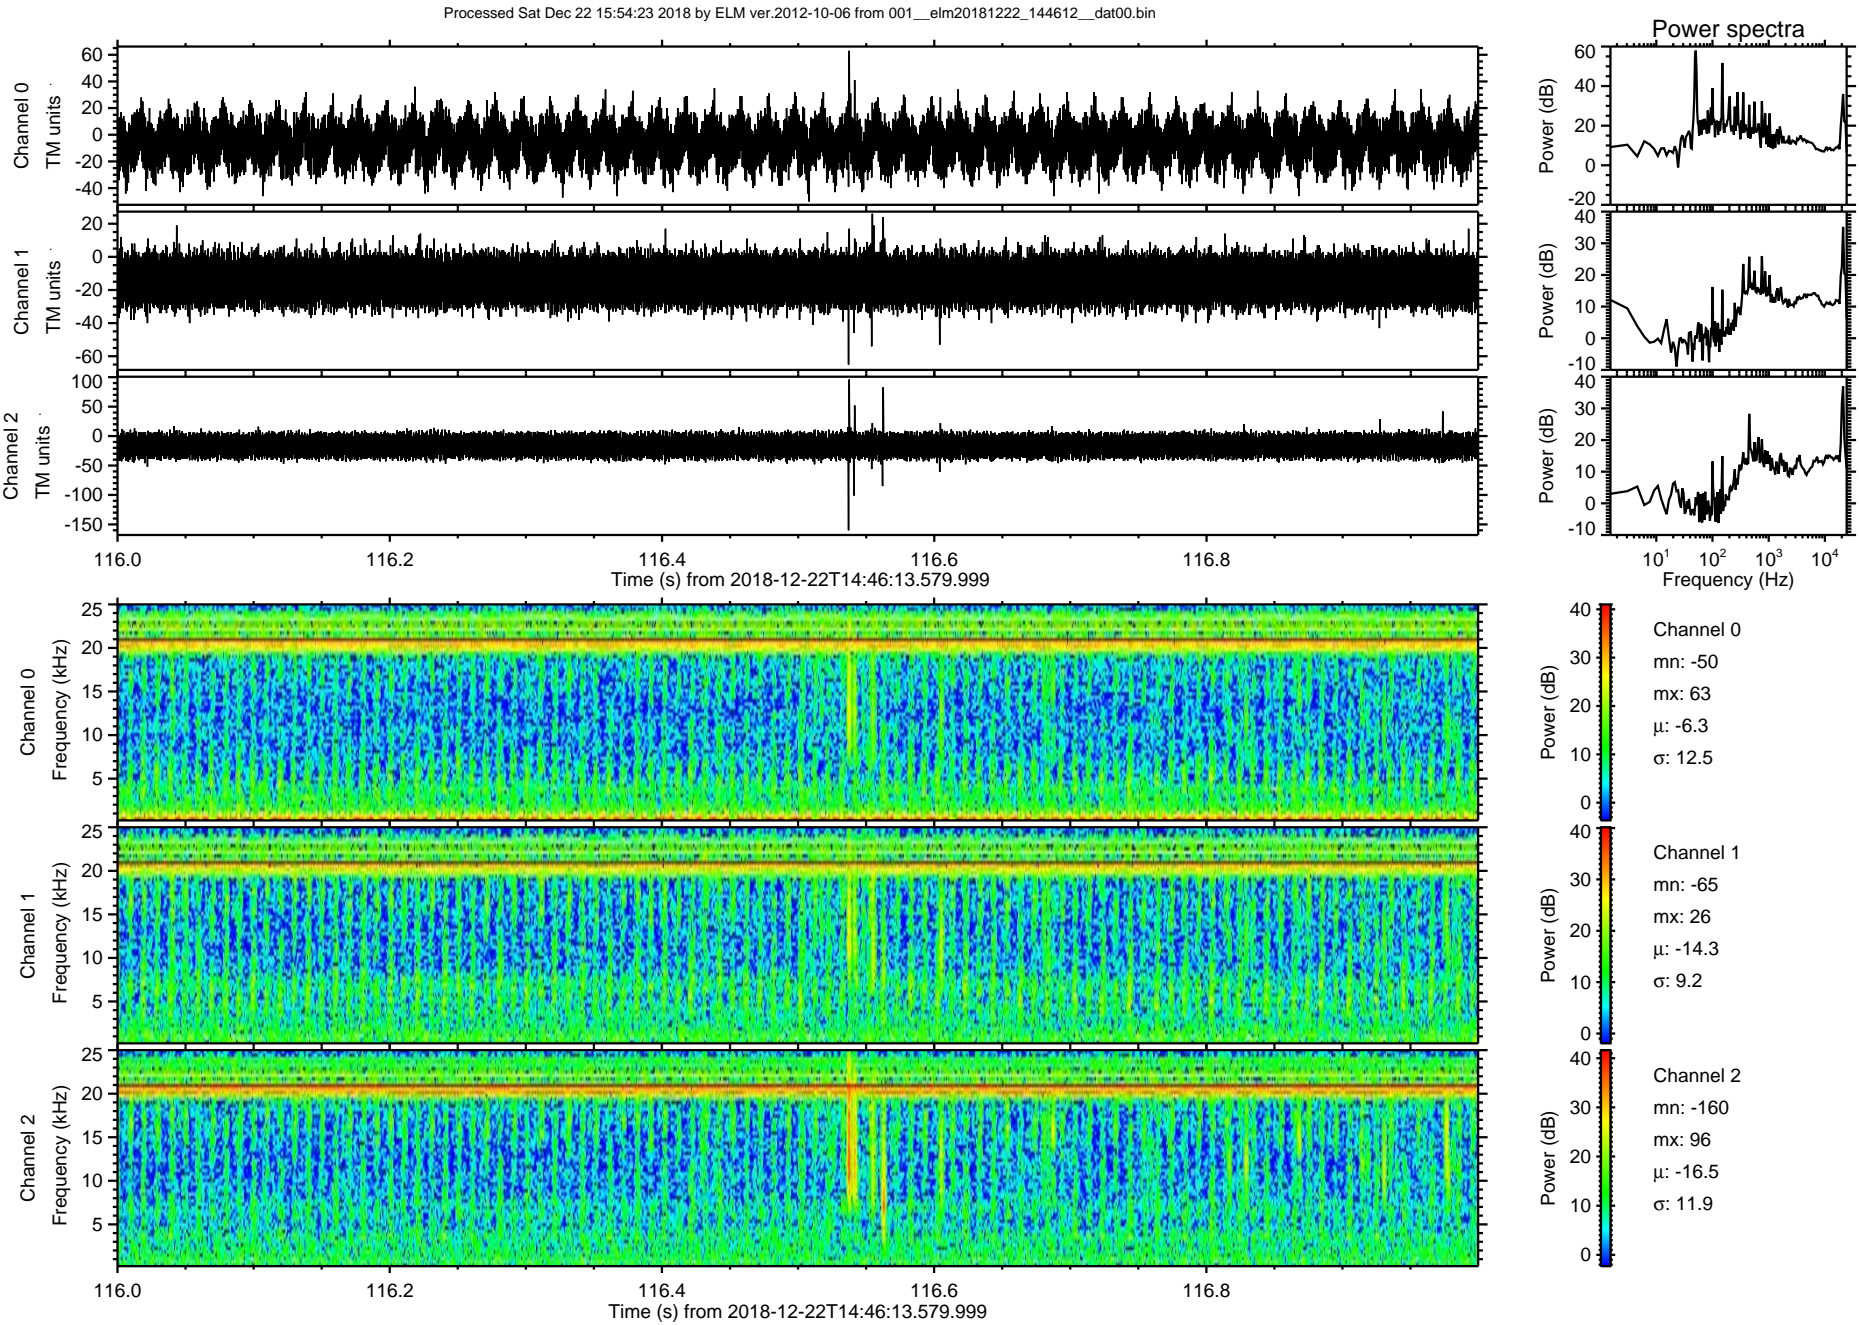 Processed Sat Dec 22 15:54:23 2018 by ELM ver.2012-10-06 from 001__elm20181222_144612__dat00.bin
Power spectra
Channel 0
TM units
60
40
20
0
-20
-40
Power (dB)
60
40
20
0
-20
Channel 1
TM units
20
0
-20
-40
-60
Power (dB)
40
30
20
10
0
-10
Channel 2
TM units
100
50
0
-50
-100
-150
Power (dB)
40
30
20
10
0
-10
116.0 116.2 116.4 116.6 116.8
Time (s) from 2018-12-22T14:46:13.579.999
10¹ 10² 10³ 10⁴
Frequency (Hz)
Channel 0
Frequency (kHz)
25
20
15
10
5
Power (dB)
40
30
20
10
0
Channel 0
mn: -50
mx: 63
μ: -6.3
σ: 12.5
Channel 1
Frequency (kHz)
25
20
15
10
5
Power (dB)
40
30
20
10
0
Channel 1
mn: -65
mx: 26
μ: -14.3
σ: 9.2
Channel 2
Frequency (kHz)
25
20
15
10
5
Power (dB)
40
30
20
10
0
Channel 2
mn: -160
mx: 96
μ: -16.5
σ: 11.9
116.0 116.2 116.4 116.6 116.8
Time (s) from 2018-12-22T14:46:13.579.999